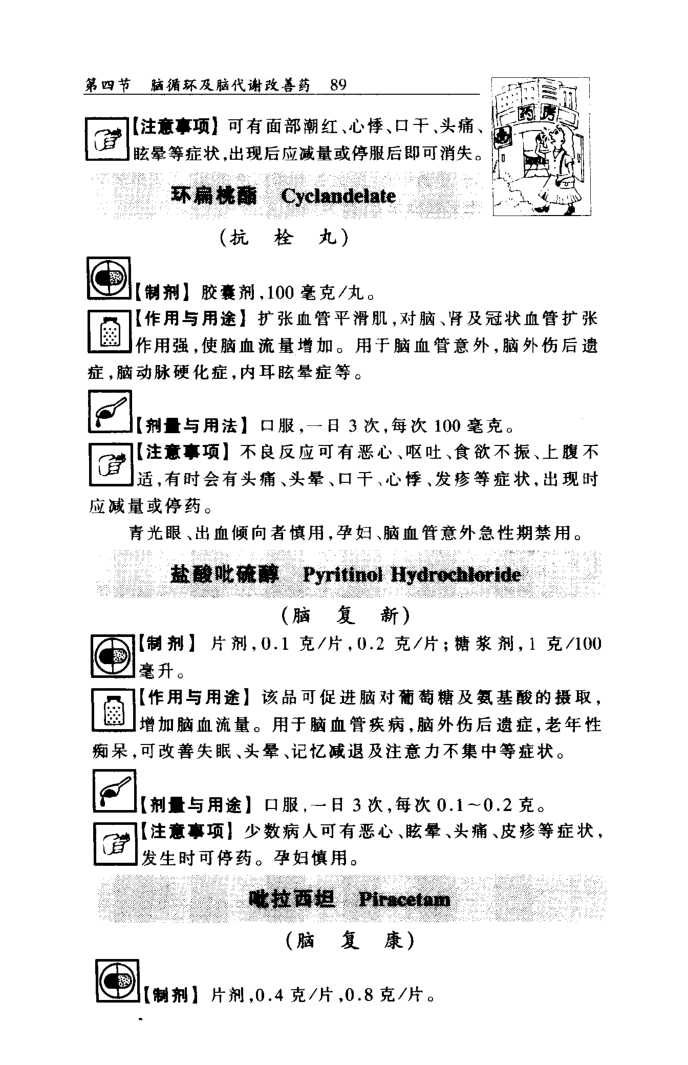 第四节 脑循环及脑代谢改善药 89
药房
【注意事项】可有面部潮红、心悸、口干、头痛、
眩晕等症状,出现后应减量或停服后即可消失。
环扁桃酯 Cyclandelate
(抗栓丸)
【制剂】胶囊剂,100毫克/丸。
【作用与用途】扩张血管平滑肌,对脑、肾及冠状血管扩张
作用强,使脑血流量增加。用于脑血管意外,脑外伤后遗
症,脑动脉硬化症,内耳眩晕症等。
【剂量与用法】口服,一日3次,每次100毫克。
【注意事项】不良反应可有恶心、呕吐、食欲不振、上腹不
适,有时会有头痛、头晕、口干、心悸、发疹等症状,出现时
应减量或停药。
青光眼、出血倾向者慎用,孕妇、脑血管意外急性期禁用。
盐酸吡硫醇 Pyritinol Hydrochloride
(脑复新)
【制剂】片剂,0.1克/片,0.2克/片;糖浆剂,1克/100
毫升。
【作用与用途】该品可促进脑对葡萄糖及氨基酸的摄取,
增加脑血流量。用于脑血管疾病,脑外伤后遗症,老年性
痴呆,可改善失眠、头晕、记忆减退及注意力不集中等症状。
【剂量与用途】口服,一日3次,每次0.1~0.2克。
【注意事项】少数病人可有恶心、眩晕、头痛、皮疹等症状,
发生时可停药。孕妇慎用。
吡拉西坦 Piracetam
(脑复康)
【制剂】片剂,0.4克/片,0.8克/片。